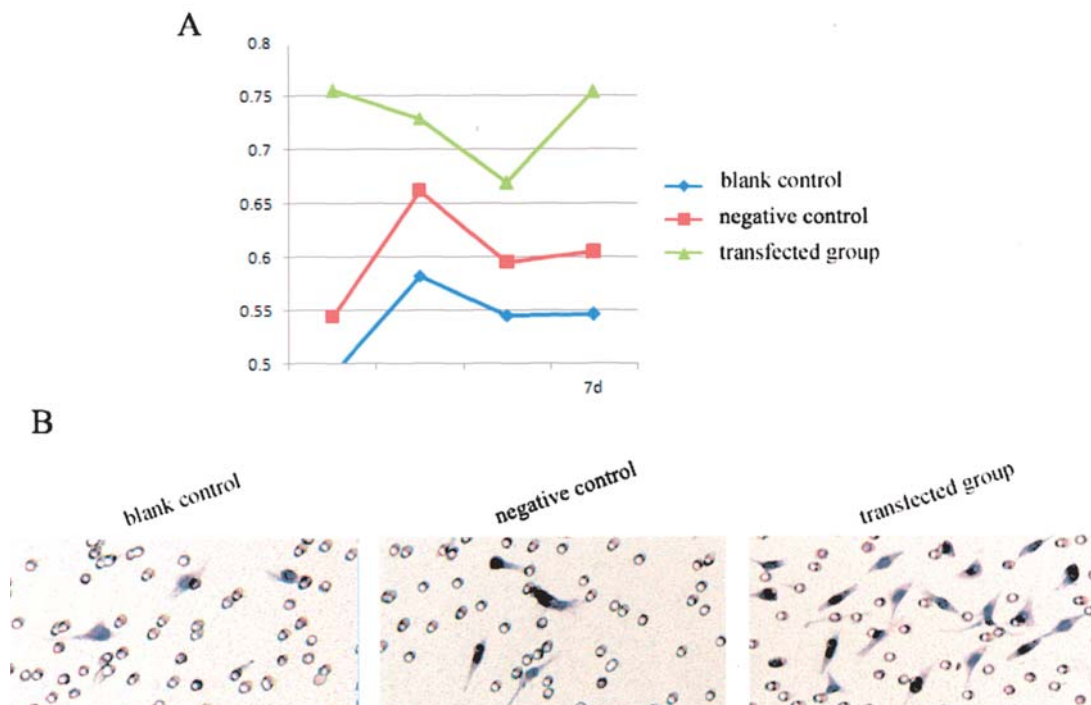 A
0.8
0.75
0.7
0.65
0.6
0.55
0.5
7d
blank control
negative control
transfected group
B
blank control
negative control
transfected group